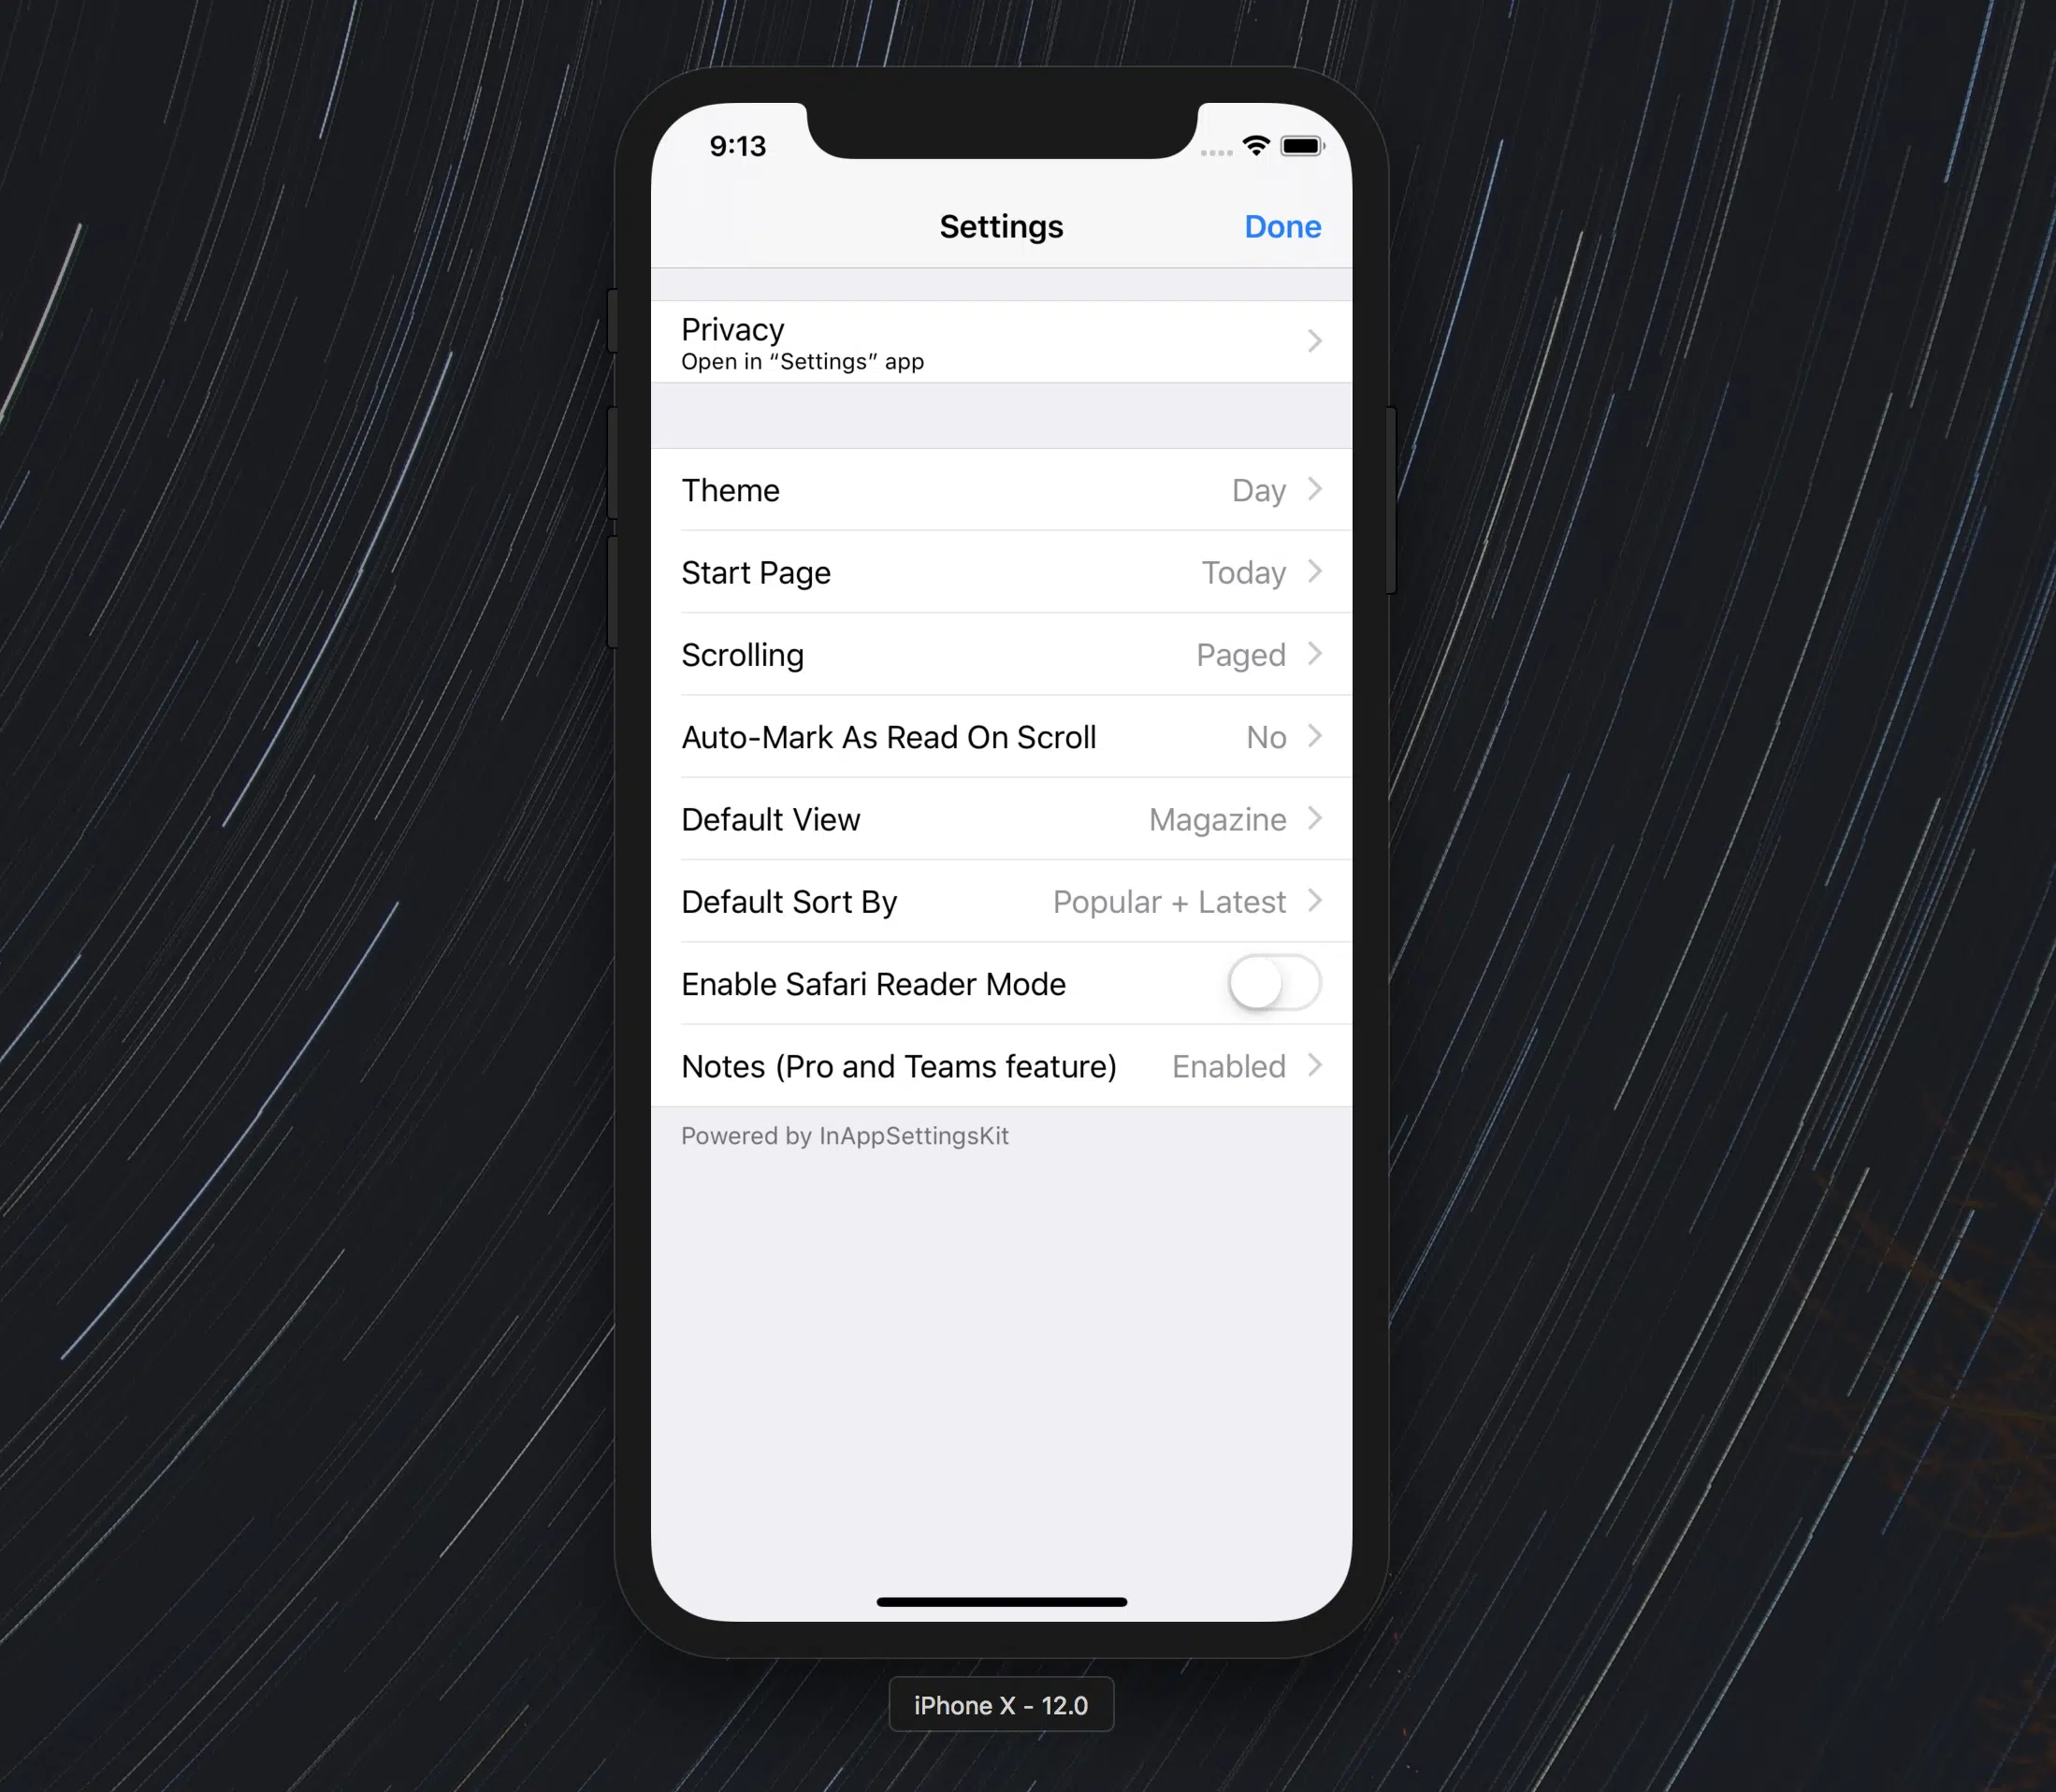 9:13
Settings
Done
Privacy
Open in “Settings” app
Theme
Day
Start Page
Today
Scrolling
Paged
Auto-Mark As Read On Scroll
No
Default View
Magazine
Default Sort By
Popular + Latest
Enable Safari Reader Mode
Notes (Pro and Teams feature)
Enabled
Powered by InAppSettingsKit
iPhone X - 12.0